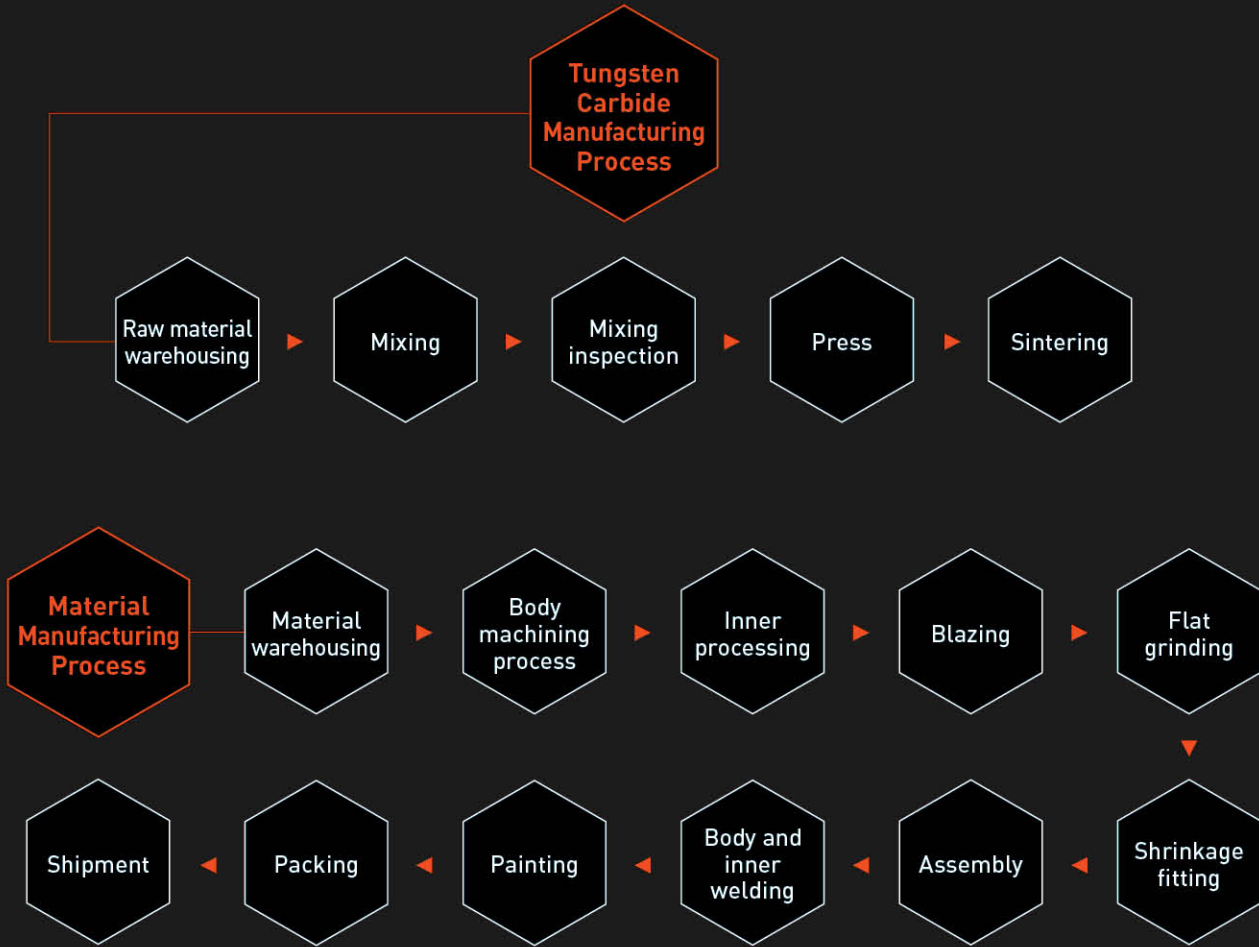 Tungsten
Carbide
Manufacturing
Process
Raw material
warehousing
Mixing
Mixing
inspection
Press
Sintering
Material
Manufacturing
Process
Material
warehousing
Body
machining
process
Inner
processing
Blazing
Flat
grinding
Shrinkage
fitting
Assembly
Body and
inner
welding
Painting
Packing
Shipment